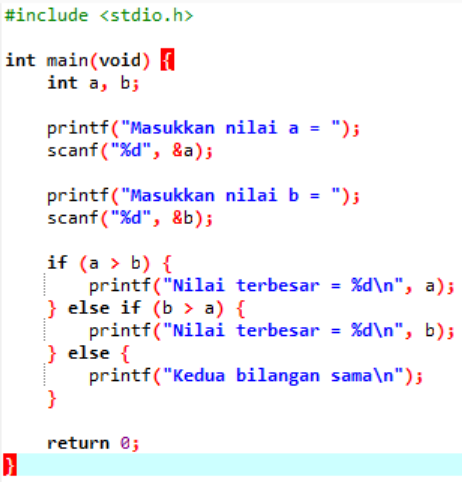 #include <stdio.h>

int main(void) {
    int a, b;

    printf("Masukkan nilai a = ");
    scanf("%d", &a);

    printf("Masukkan nilai b = ");
    scanf("%d", &b);

    if (a > b) {
        printf("Nilai terbesar = %d\n", a);
    } else if (b > a) {
        printf("Nilai terbesar = %d\n", b);
    } else {
        printf("Kedua bilangan sama\n");
    }

    return 0;
}